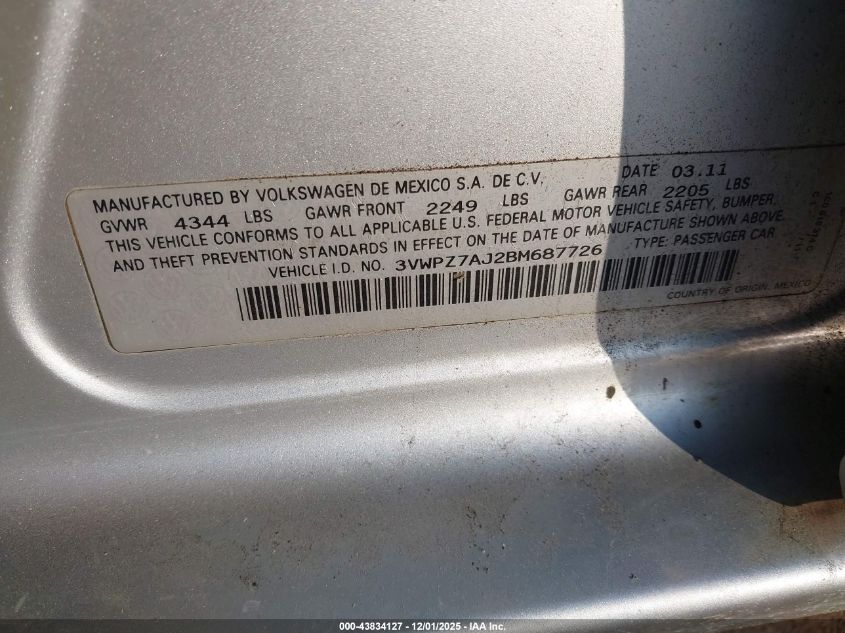 MANUFACTURED BY VOLKSWAGEN DE MEXICO S.A. DE C.V. DATE 03.11
GVWR 4344 LBS GAWR FRONT 2249 LBS GAWR REAR 2205 LBS
THIS VEHICLE CONFORMS TO ALL APPLICABLE U.S. FEDERAL MOTOR VEHICLE SAFETY, BUMPER,
AND THEFT PREVENTION STANDARDS IN EFFECT ON THE DATE OF MANUFACTURE SHOWN ABOVE.
VEHICLE I.D. NO. 3VWPZ7AJ2BM687726 TYPE: PASSENGER CAR
COUNTRY OF ORIGIN: MEXICO
000-43834127 - 12/01/2025 - IAA Inc.